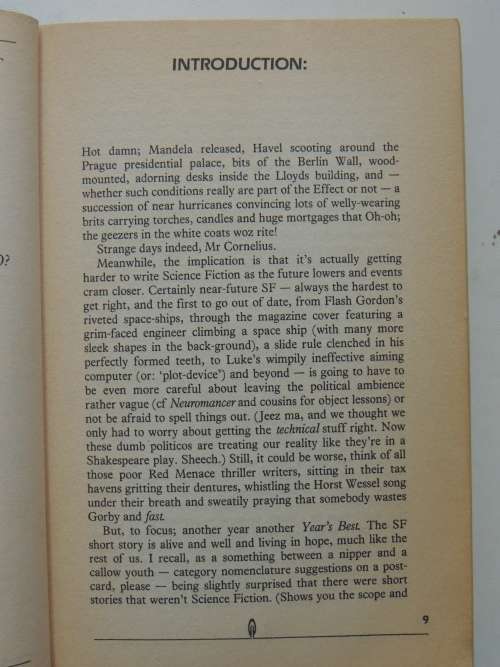 INTRODUCTION:
Hot damn; Mandela released, Havel scooting around the
Prague presidential palace, bits of the Berlin Wall, wood-
mounted, adorning desks inside the Lloyds building, and —
whether such conditions really are part of the Effect or not — a
succession of near hurricanes convincing lots of welly-wearing
brits carrying torches, candles and huge mortgages that Oh-oh;
the geezers in the white coats woz rite!
Strange days indeed, Mr Cornelius.
Meanwhile, the implication is that it's actually getting
harder to write Science Fiction as the future lowers and events
cram closer. Certainly near-future SF — always the hardest to
get right, and the first to go out of date, from Flash Gordon's
riveted space-ships, through the magazine cover featuring a
grim-faced engineer climbing a space ship (with many more
sleek shapes in the back-ground), a slide rule clenched in his
perfectly formed teeth, to Luke's wimpily ineffective aiming
computer (or: 'plot-device') and beyond — is going to have to
be even more careful about leaving the political ambience
rather vague (cf Neuromancer and cousins for object lessons) or
not be afraid to spell things out. (Jeez ma, and we thought we
only had to worry about getting the technical stuff right. Now
these dumb politicos are treating our reality like they're in a
Shakespeare play. Sheech.) Still, it could be worse, think of all
those poor Red Menace thriller writers, sitting in their tax
havens gritting their dentures, whistling the Horst Wessel song
under their breath and sweatily praying that somebody wastes
Gorby and fast.
But, to focus; another year another Year's Best. The SF
short story is alive and well and living in hope, much like the
rest of us. I recall, as a something between a nipper and a
callow youth — category nomenclature suggestions on a post-
card, please — being slightly surprised that there were short
stories that weren't Science Fiction. (Shows you the scope and
9